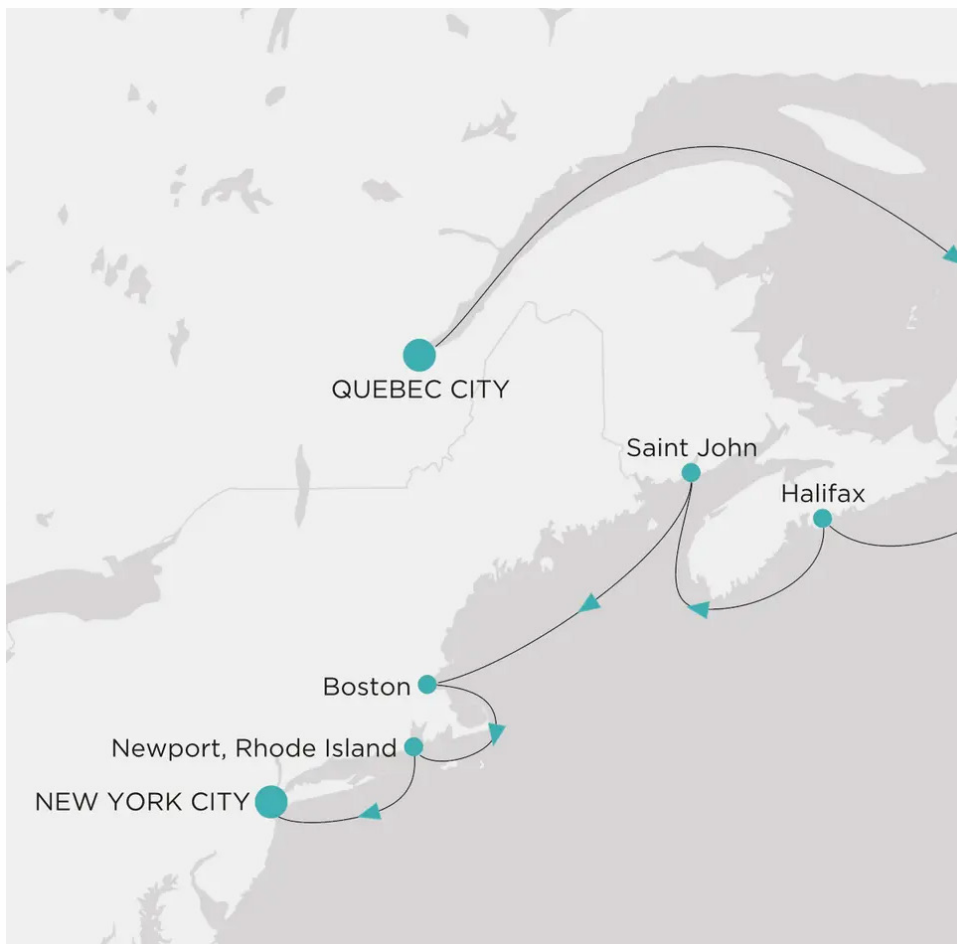 QUEBEC CITY
Saint John
Halifax
Boston
Newport, Rhode Island
NEW YORK CITY